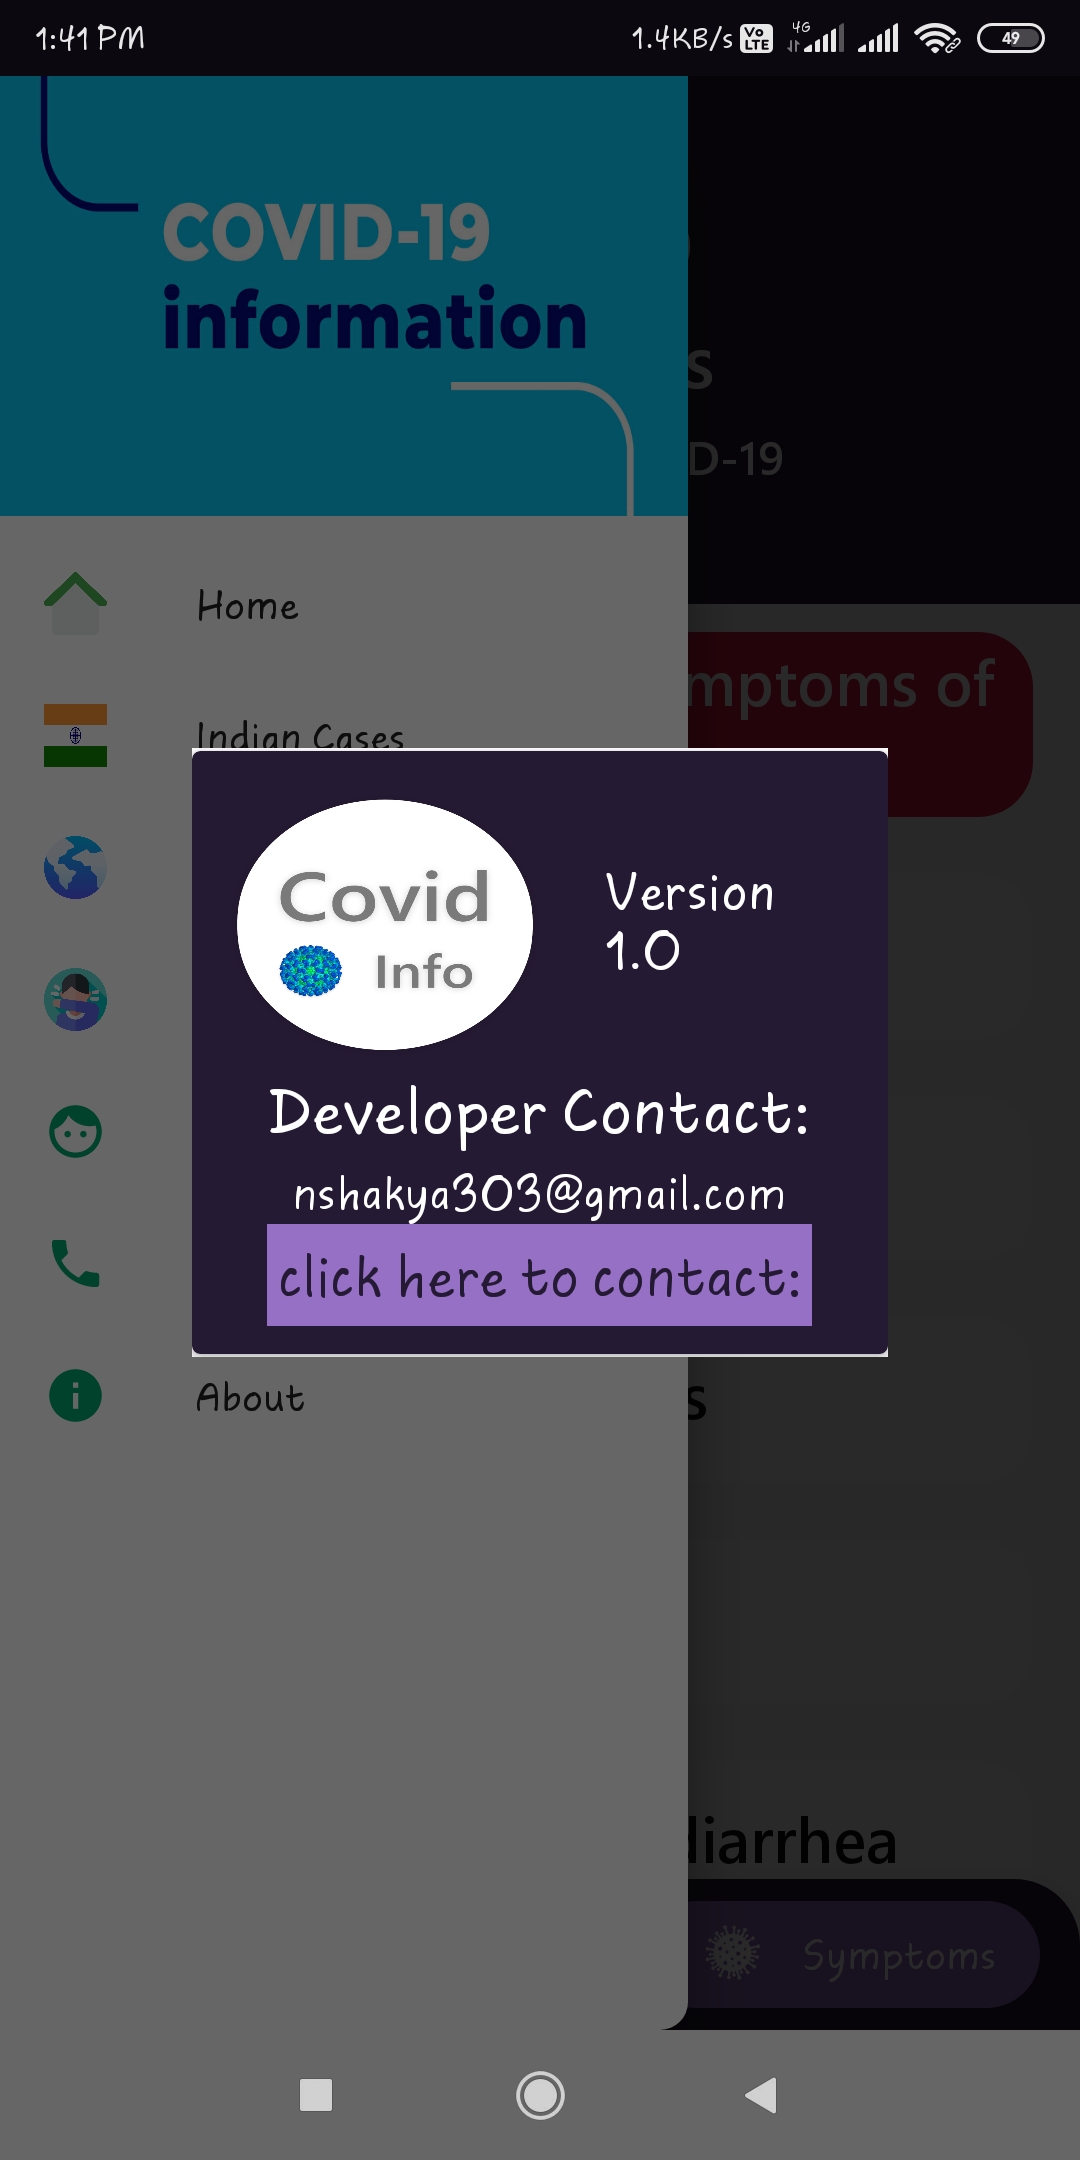 1:41 PM
1.4KB/s
Vo LTE
4G
49
COVID-19
information
s
D-19
Home
mptoms of
Indian Cases
Covid
Info
Version
1.0
Developer Contact:
nshakya303@gmail.com
click here to contact:
About
s
diarrhea
Symptoms